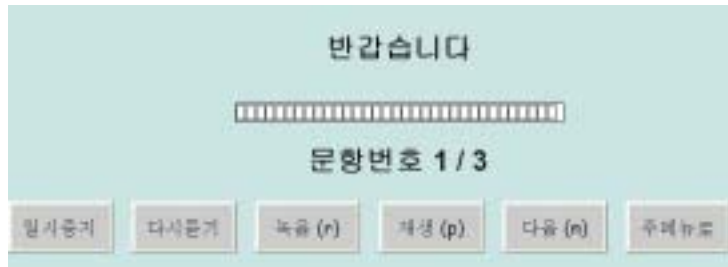 반갑습니다
문항번호 1 / 3
일시중지 다시듣기 녹음 (r) 재생 (p) 다음 (n) 주메뉴로